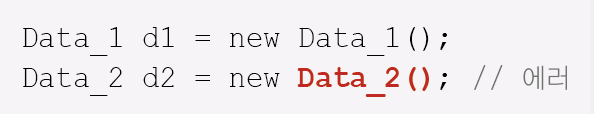 Data_1 d1 = new Data_1();
Data_2 d2 = new Data_2(); // 에러